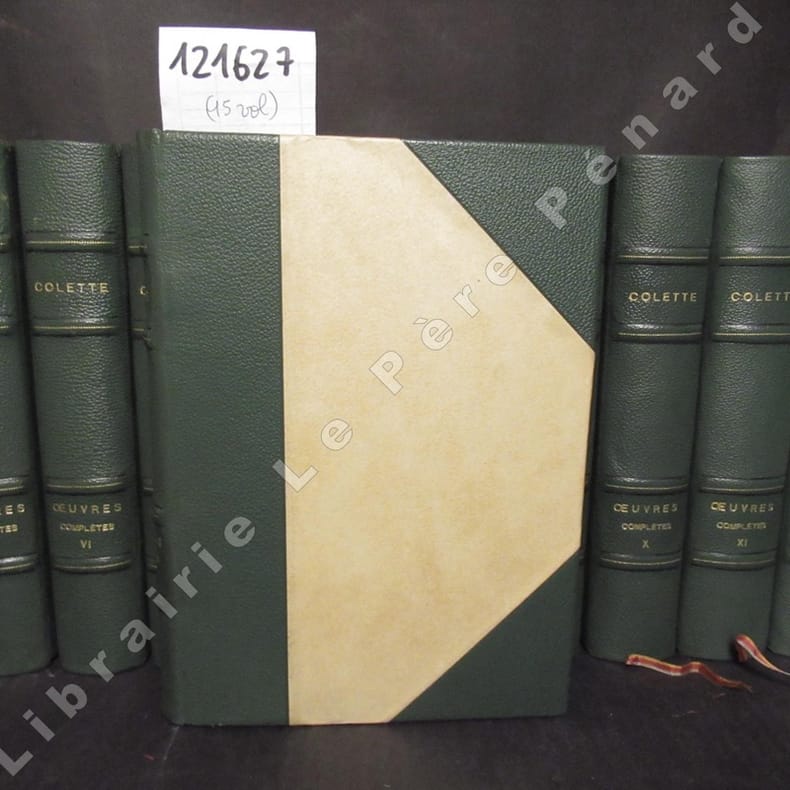 121627
(15 vol)
COLETTE
ŒUVRES
COMPLÈTES
VI
COLETTE
ŒUVRES
COMPLÈTES
X
COLETTE
ŒUVRES
COMPLÈTES
XI
Librairie Le Père Pénard